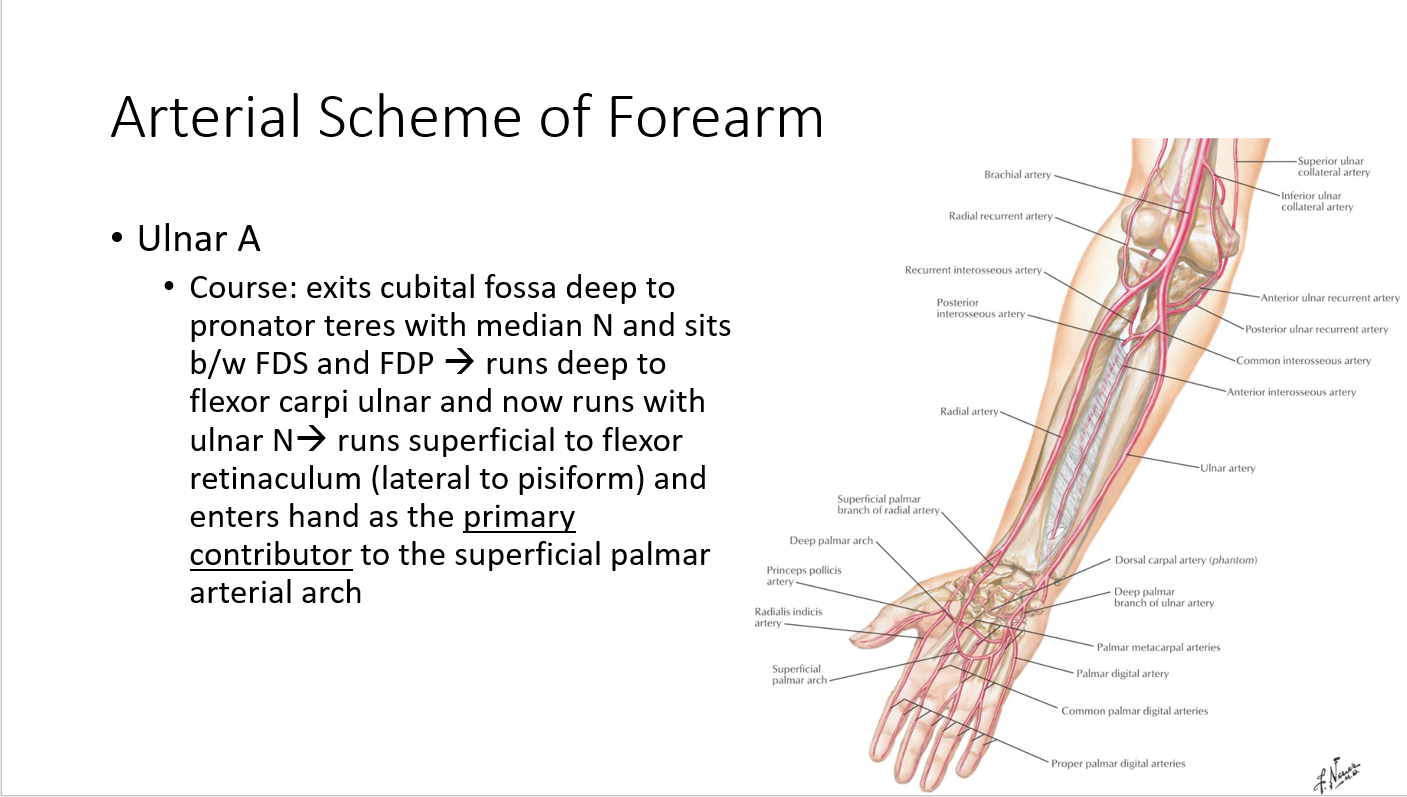 Arterial Scheme of Forearm
• Ulnar A
• Course: exits cubital fossa deep to
pronator teres with median N and sits
b/w FDS and FDP → runs deep to
flexor carpi ulnar and now runs with
ulnar N→ runs superficial to flexor
retinaculum (lateral to pisiform) and
enters hand as the primary
contributor to the superficial palmar
arterial arch
Brachial artery
Radial recurrent artery
Recurrent interosseous artery
Posterior
interosseous artery
Radial artery
Superficial palmar
branch of radial artery
Deep palmar arch
Princeps pollicis
artery
Radialis indicis
artery
Superficial
palmar arch
Superior ulnar
collateral artery
Inferior ulnar
collateral artery
Anterior ulnar recurrent artery
Posterior ulnar recurrent artery
Common interosseous artery
Anterior interosseous artery
Ulnar artery
Dorsal carpal artery (phantom)
Deep palmar
branch of ulnar artery
Palmar metacarpal arteries
Palmar digital artery
Common palmar digital arteries
Proper palmar digital arteries